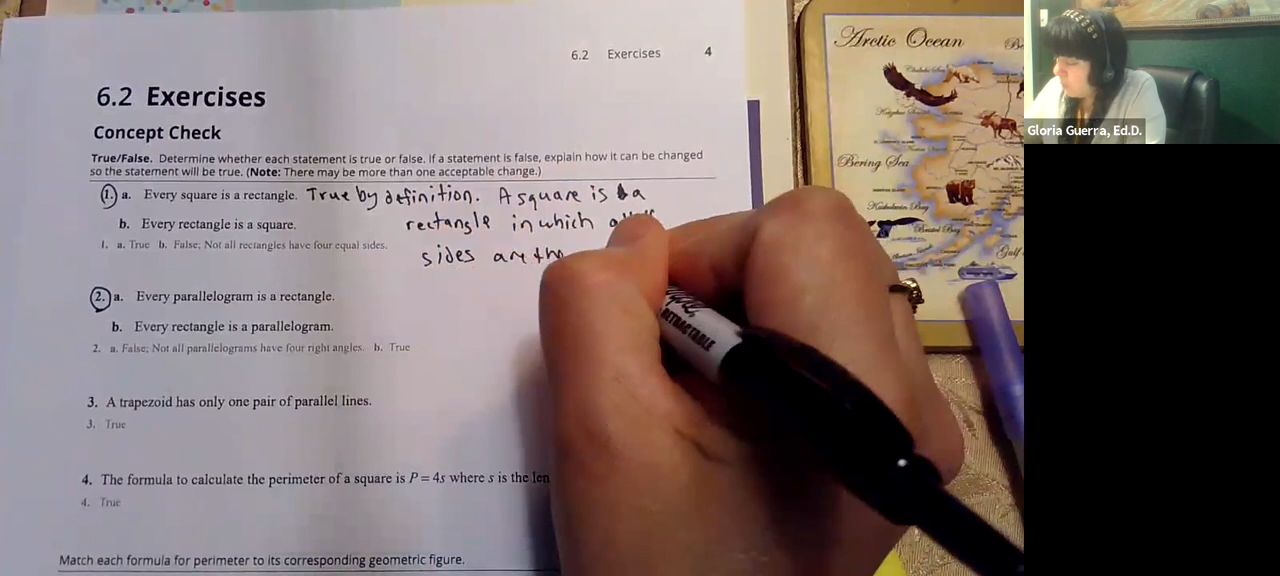 6.2 Exercises 4
6.2 Exercises
Concept Check
True/False. Determine whether each statement is true or false. If a statement is false, explain how it can be changed
so the statement will be true. (Note: There may be more than one acceptable change.)
1. a. Every square is a rectangle. True by definition. A square is a
b. Every rectangle is a square. rectangle in which
1. a. True b. False; Not all rectangles have four equal sides.
sides are
2. a. Every parallelogram is a rectangle.
b. Every rectangle is a parallelogram.
2. a. False; Not all parallelograms have four right angles. b. True
3. A trapezoid has only one pair of parallel lines.
3. True
4. The formula to calculate the perimeter of a square is P = 4s where s is the len
4. True
Match each formula for perimeter to its corresponding geometric figure.
RETRACTABLE
Arctic Ocean
Bering Sea
Bristol Bay
Gulf
Gloria Guerra, Ed.D.